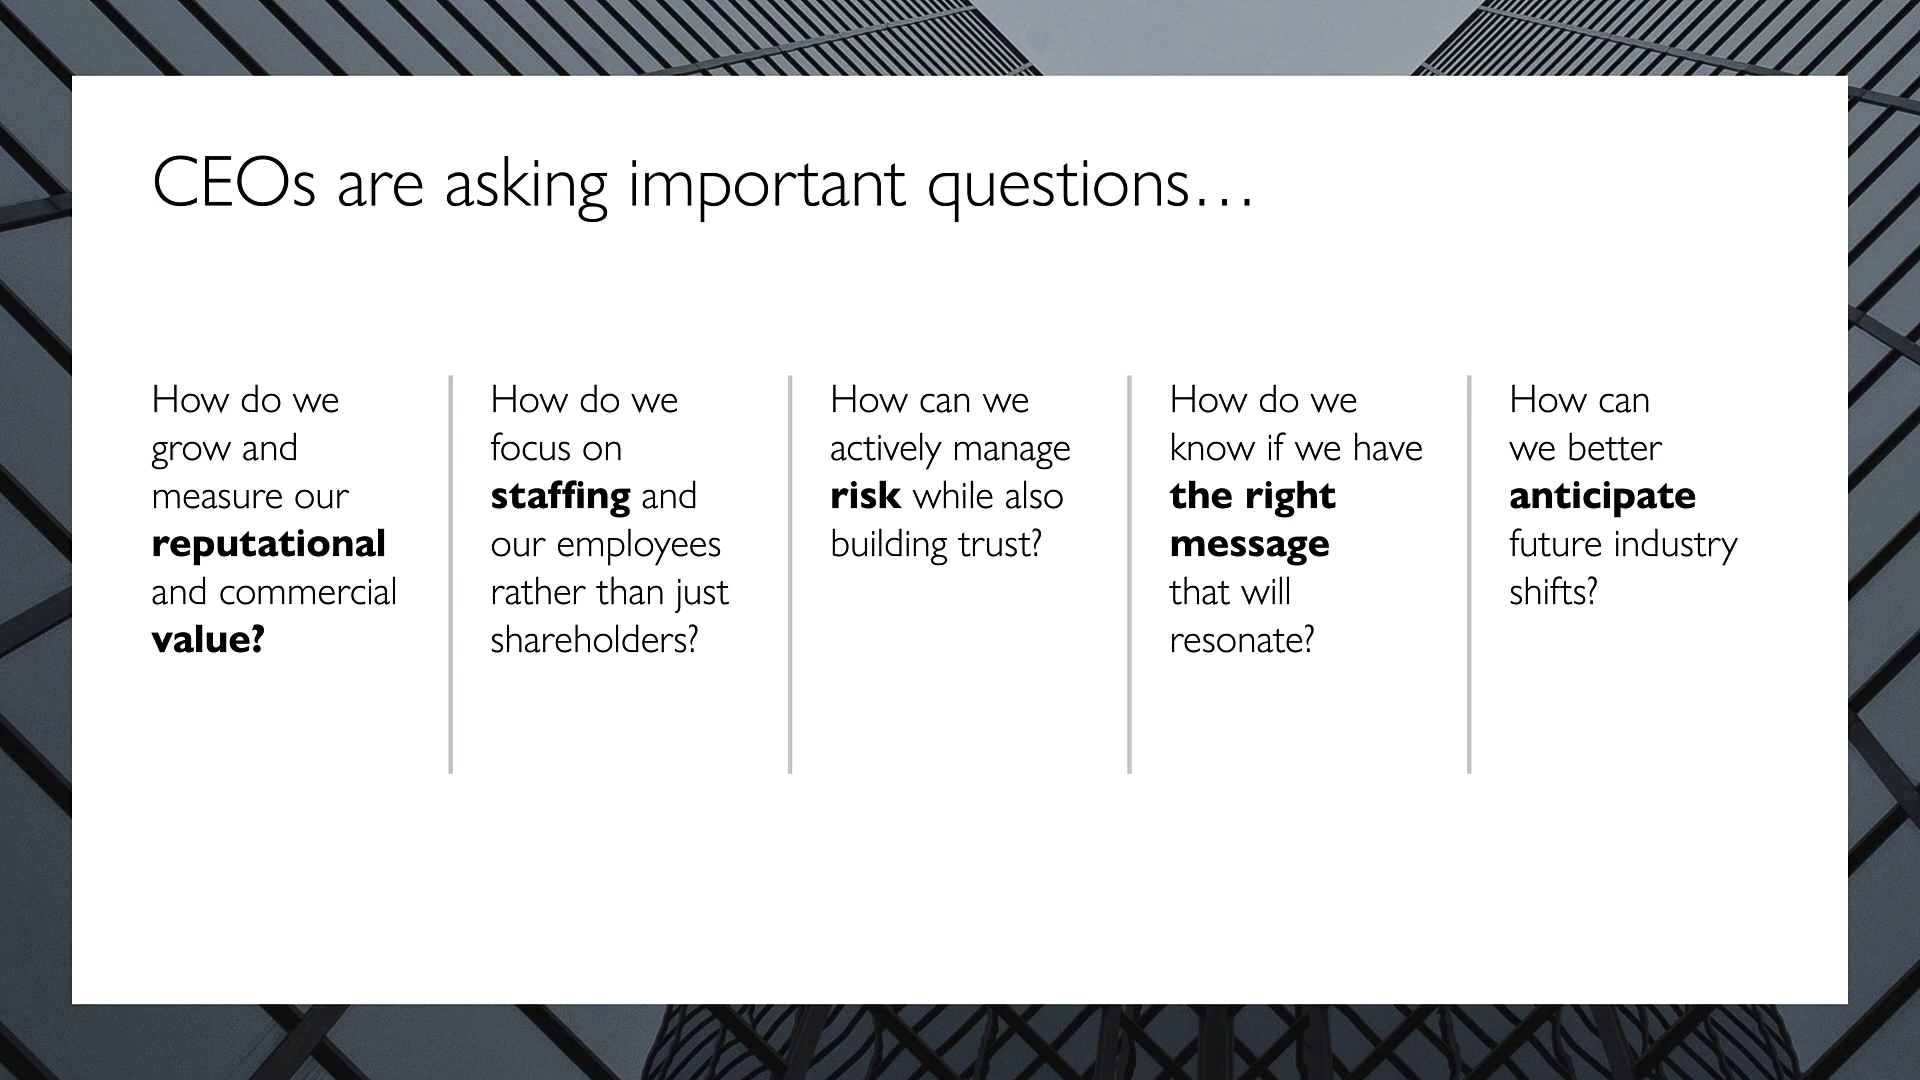 CEOs are asking important questions…
How do we
grow and
measure our
reputational
and commercial
value?
How do we
focus on
staffing and
our employees
rather than just
shareholders?
How can we
actively manage
risk while also
building trust?
How do we
know if we have
the right
message
that will
resonate?
How can
we better
anticipate
future industry
shifts?